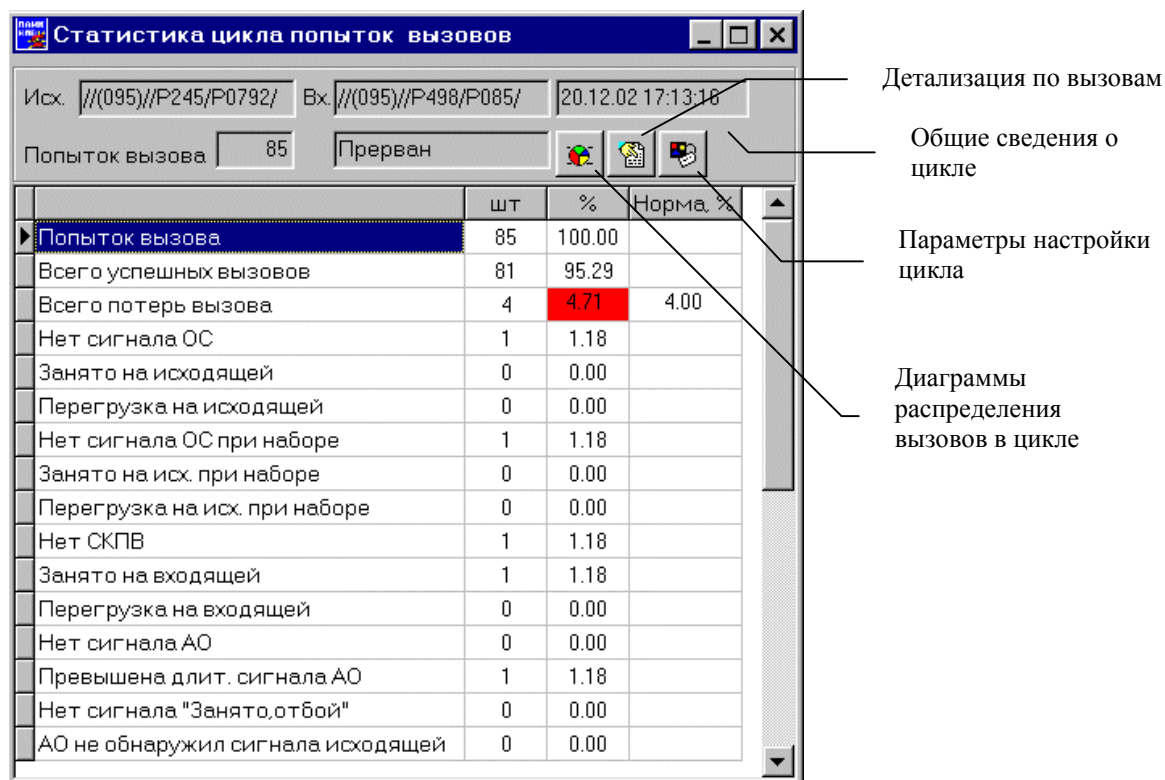 Статистика цикла попыток вызовов
Исх. //(095)//Р245/Р0792/ Вх. //(095)//Р498/Р085/ 20.12.02 17:13:16
Попыток вызова 85 Прерван
шт % Норма, %
Попыток вызова 85 100.00
Всего успешных вызовов 81 95.29
Всего потерь вызова 4 4.71 4.00
Нет сигнала ОС 1 1.18
Занято на исходящей 0 0.00
Перегрузка на исходящей 0 0.00
Нет сигнала ОС при наборе 1 1.18
Занято на исх. при наборе 0 0.00
Перегрузка на исх. при наборе 0 0.00
Нет СКПВ 1 1.18
Занято на входящей 1 1.18
Перегрузка на входящей 0 0.00
Нет сигнала АО 0 0.00
Превышена длит. сигнала АО 1 1.18
Нет сигнала "Занято,отбой" 0 0.00
АО не обнаружил сигнала исходящей 0 0.00
Детализация по вызовам
Общие сведения о
цикле
Параметры настройки
цикла
Диаграммы
распределения
вызовов в цикле